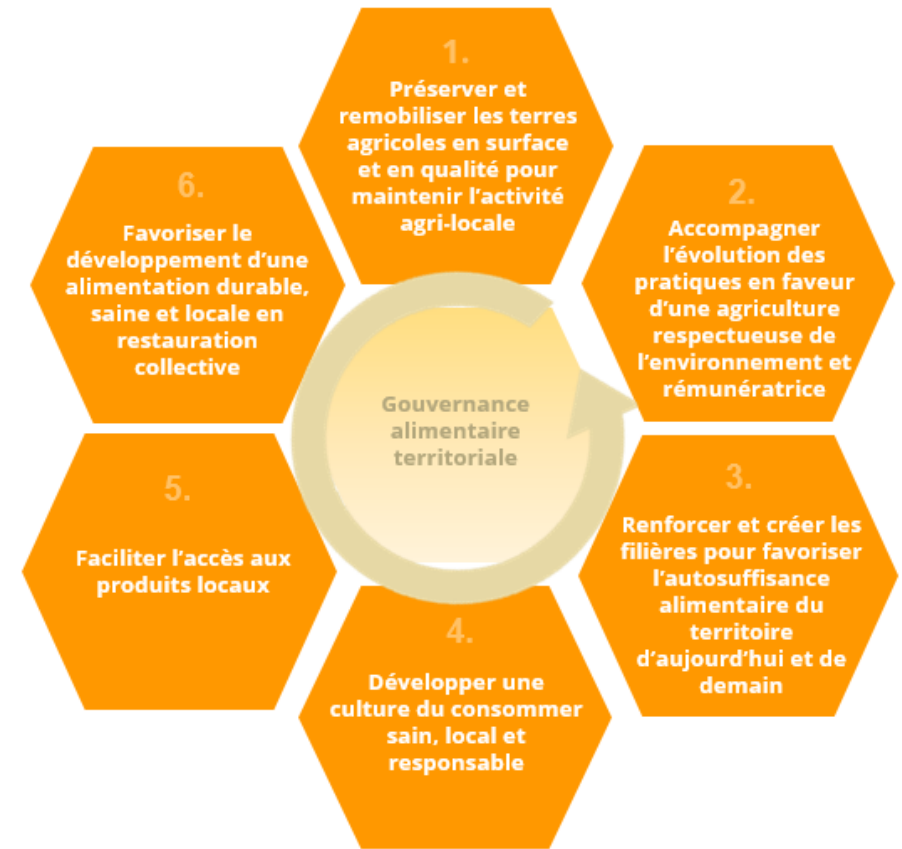 1.
Préserver et
remobiliser les terres
agricoles en surface
et en qualité pour
maintenir l'activité
agri-locale
2.
Accompagner
l'évolution des
pratiques en faveur
d'une agriculture
respectueuse de
l'environnement et
rémunératrice
3.
Renforcer et créer les
filières pour favoriser
l'autosuffisance
alimentaire du
territoire
d'aujourd'hui et de
demain
4.
Développer une
culture du consommer
sain, local et
responsable
5.
Faciliter l'accès aux
produits locaux
6.
Favoriser le
développement d'une
alimentation durable,
saine et locale en
restauration
collective
Gouvernance
alimentaire
territoriale